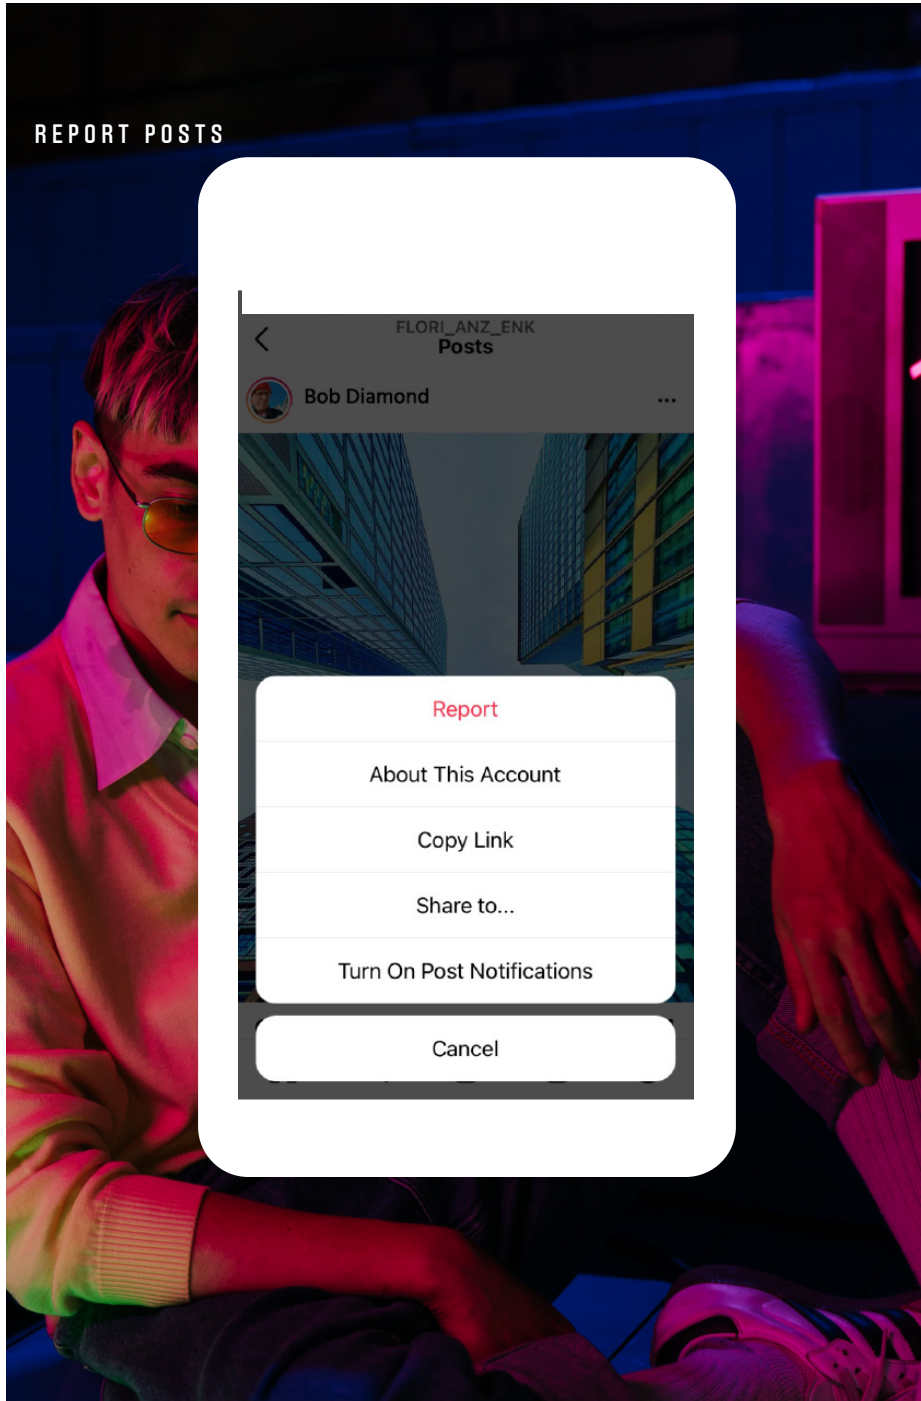 REPORT POSTS
FLORI_ANZ_ENK
Posts
Bob Diamond
...
Report
About This Account
Copy Link
Share to...
Turn On Post Notifications
Cancel